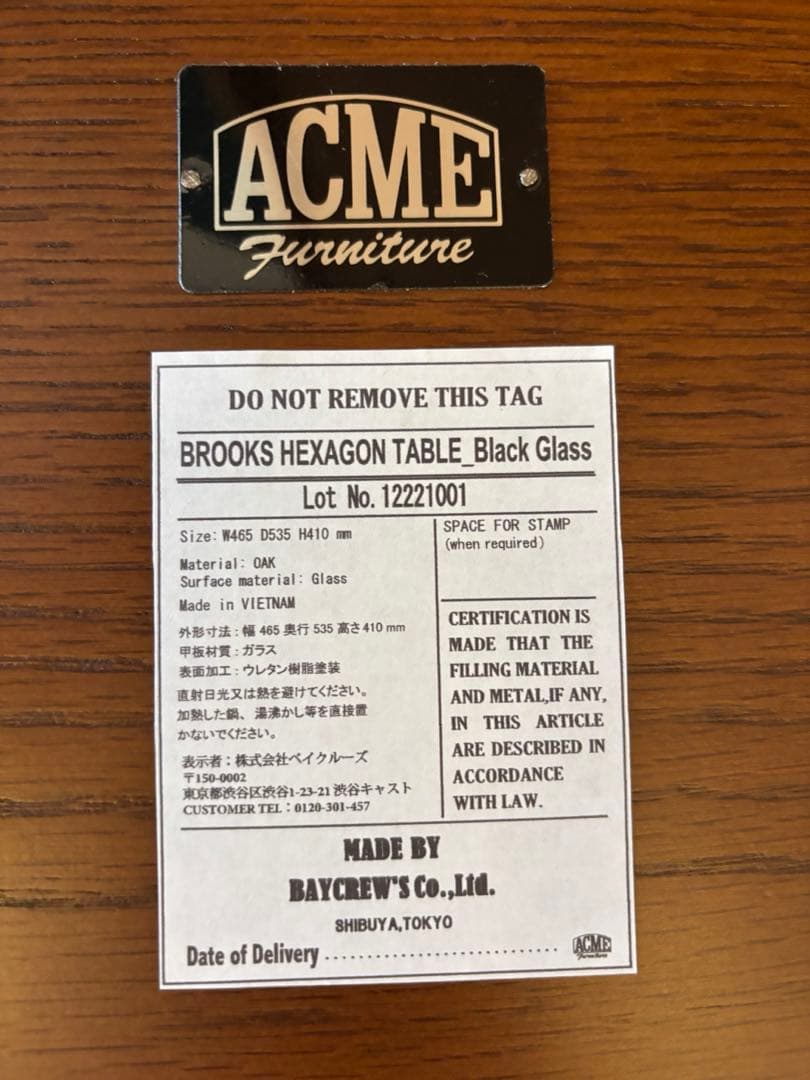 ACME
Furniture
DO NOT REMOVE THIS TAG
BROOKS HEXAGON TABLE_Black Glass
Lot No. 12221001
Size: W465 D535 H410 mm
Material: OAK
Surface material: Glass
Made in VIETNAM
外形寸法 : 幅 465 奥行 535 高さ 410 mm
甲板材質 : ガラス
表面加工 : ウレタン樹脂塗装
直射日光又は熱を避けてください。
加熱した鍋、湯沸かし等を直接置
かないでください。
表示者 : 株式会社ベイクルーズ
〒150-0002
東京都渋谷区渋谷1-23-21 渋谷キャスト
CUSTOMER TEL : 0120-301-457
SPACE FOR STAMP
(when required)
CERTIFICATION IS
MADE THAT THE
FILLING MATERIAL
AND METAL,IF ANY,
IN THIS ARTICLE
ARE DESCRIBED IN
ACCORDANCE
WITH LAW.
MADE BY
BAYCREW'S Co.,Ltd.
SHIBUYA,TOKYO
Date of Delivery ..............................
ACME
Furniture